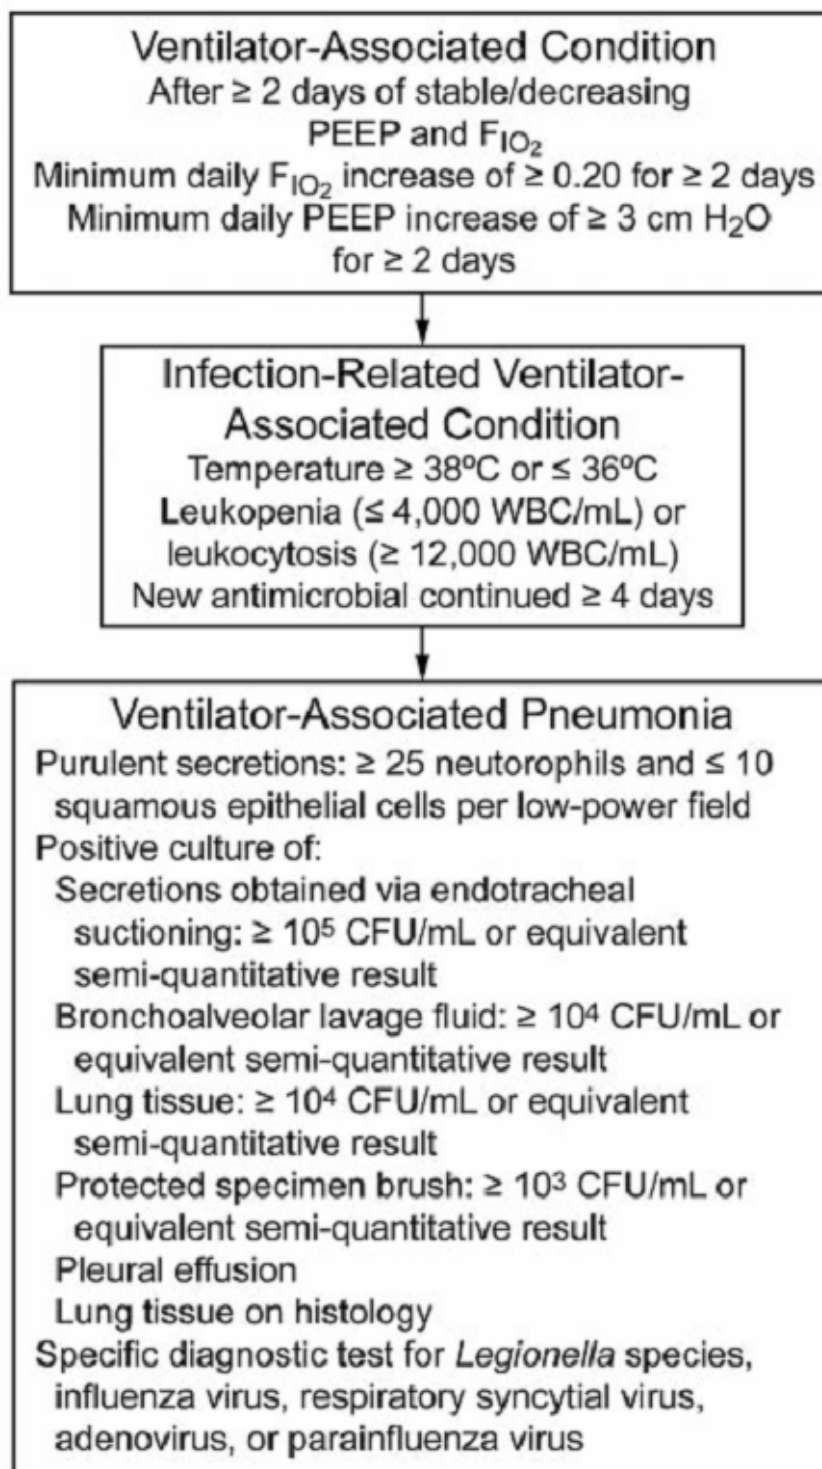 Ventilator-Associated Condition
After ≥ 2 days of stable/decreasing
PEEP and FIO₂
Minimum daily FIO₂ increase of ≥ 0.20 for ≥ 2 days
Minimum daily PEEP increase of ≥ 3 cm H₂O
for ≥ 2 days
Infection-Related Ventilator-
Associated Condition
Temperature ≥ 38ºC or ≤ 36ºC
Leukopenia (≤ 4,000 WBC/mL) or
leukocytosis (≥ 12,000 WBC/mL)
New antimicrobial continued ≥ 4 days
Ventilator-Associated Pneumonia
Purulent secretions: ≥ 25 neutorophils and ≤ 10
squamous epithelial cells per low-power field
Positive culture of:
Secretions obtained via endotracheal
suctioning: ≥ 10⁵ CFU/mL or equivalent
semi-quantitative result
Bronchoalveolar lavage fluid: ≥ 10⁴ CFU/mL or
equivalent semi-quantitative result
Lung tissue: ≥ 10⁴ CFU/mL or equivalent
semi-quantitative result
Protected specimen brush: ≥ 10³ CFU/mL or
equivalent semi-quantitative result
Pleural effusion
Lung tissue on histology
Specific diagnostic test for Legionella species,
influenza virus, respiratory syncytial virus,
adenovirus, or parainfluenza virus